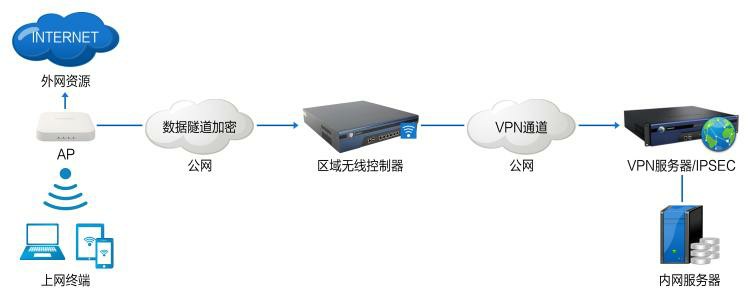 INTERNET
外网资源
AP
数据隧道加密
公网
区域无线控制器
VPN通道
公网
VPN服务器/IPSEC
上网终端
内网服务器